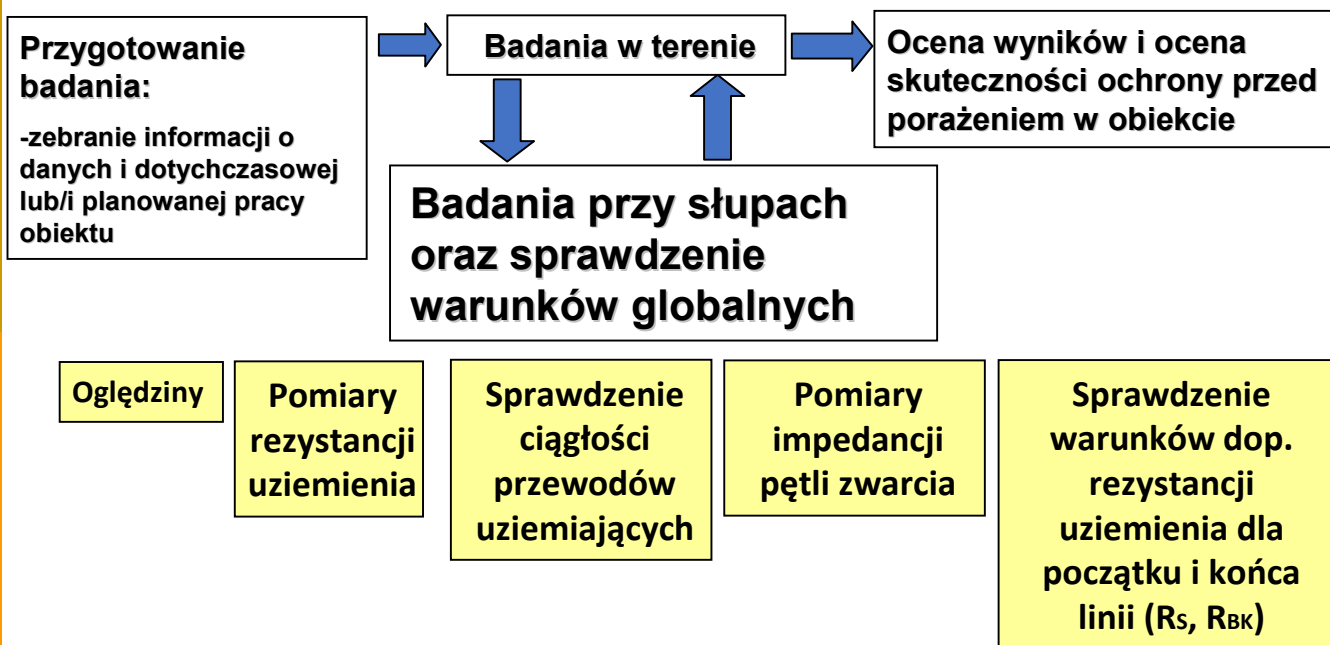 Przygotowanie
badania:
-zebranie informacji o
danych i dotychczasowej
lub/i planowanej pracy
obiektu
Badania w terenie
Ocena wyników i ocena
skuteczności ochrony przed
porażeniem w obiekcie
Badania przy słupach
oraz sprawdzenie
warunków globalnych
Oględziny
Pomiary
rezystancji
uziemienia
Sprawdzenie
ciągłości
przewodów
uziemiających
Pomiary
impedancji
pętli zwarcia
Sprawdzenie
warunków dop.
rezystancji
uziemienia dla
początku i końca
linii (RS, RBK)